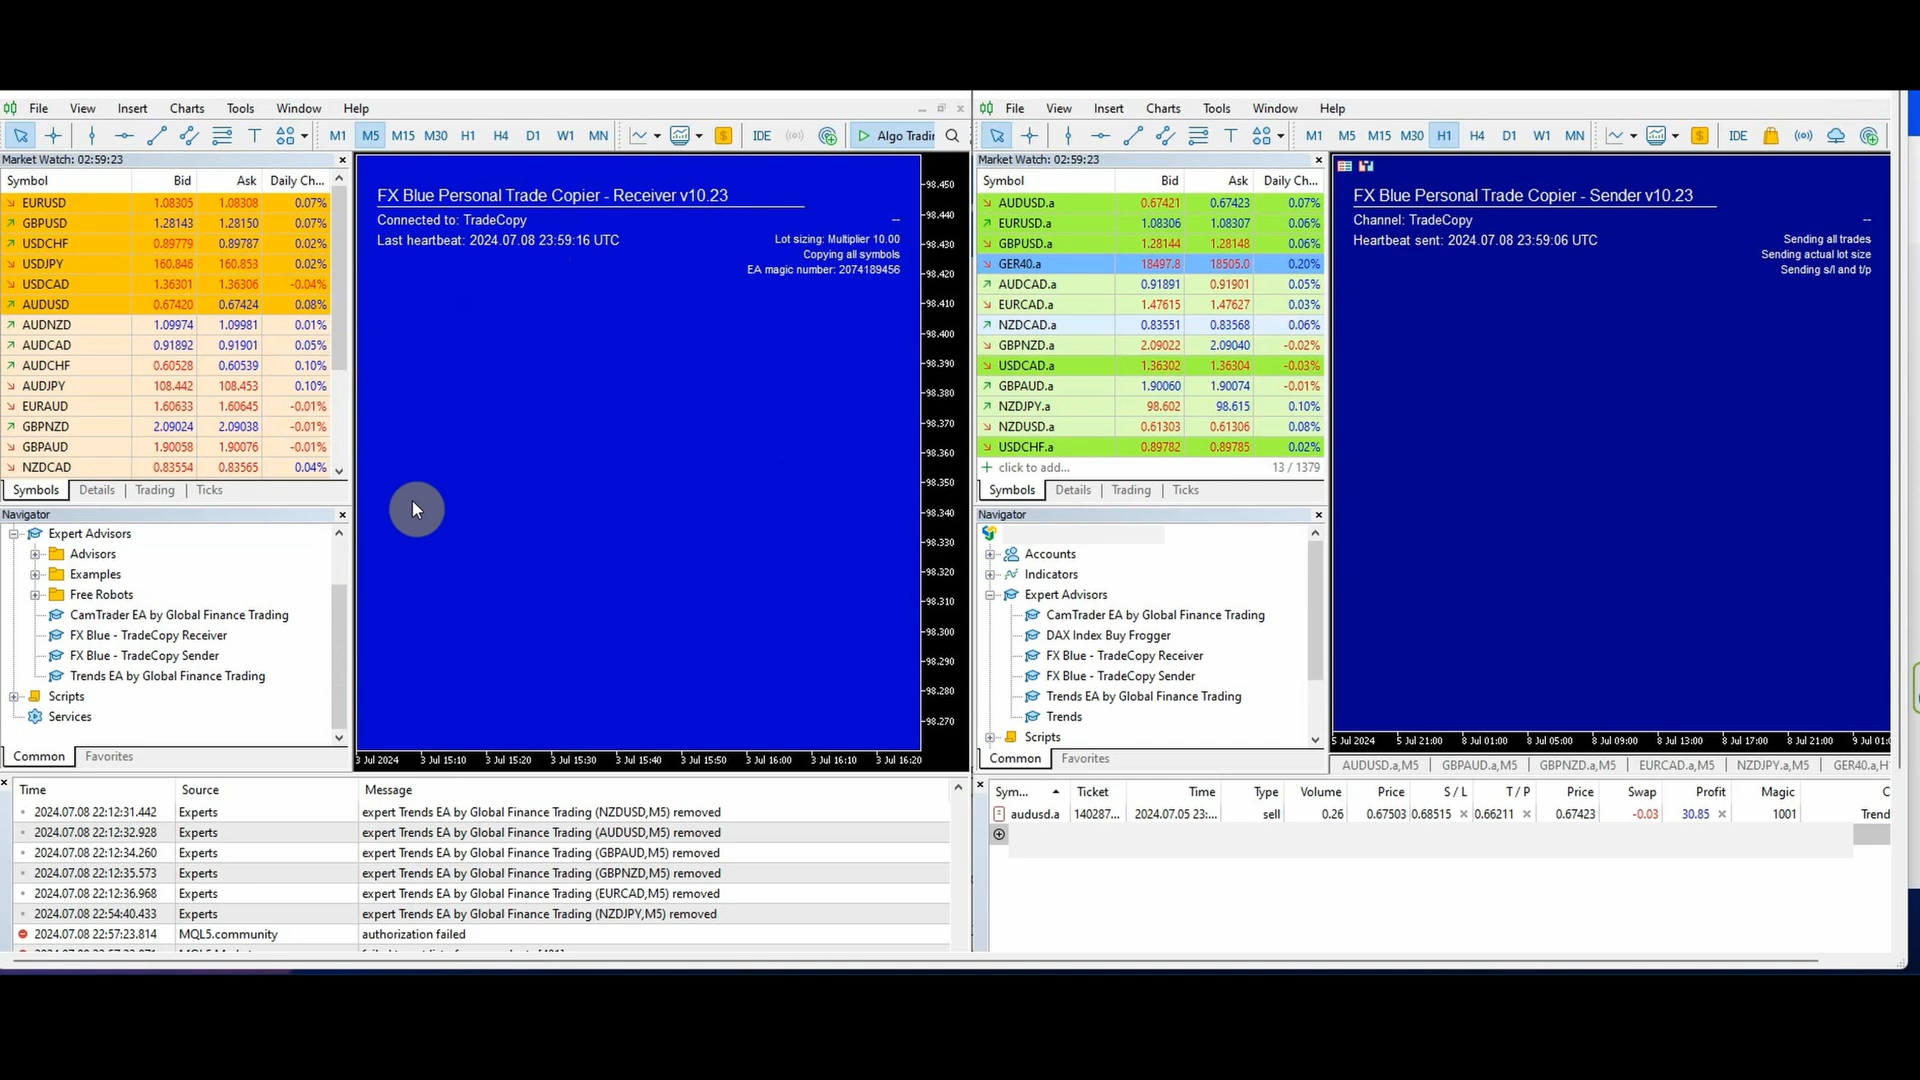 File View Insert Charts Tools Window Help
M1 M5 M15 M30 H1 H4 D1 W1 MN IDE Algo Tradi
Market Watch: 02:59:23
Symbol Bid Ask Daily Ch...
EURUSD 1.08305 1.08308 0.07%
GBPUSD 1.28143 1.28150 0.07%
USDCHF 0.89779 0.89787 0.02%
USDJPY 160.846 160.853 0.02%
USDCAD 1.36301 1.36306 -0.04%
AUDUSD 0.67420 0.67424 0.08%
AUDNZD 1.09974 1.09981 0.01%
AUDCAD 0.91892 0.91901 0.05%
AUDCHF 0.60528 0.60539 0.10%
AUDJPY 108.442 108.453 0.10%
EURAUD 1.60633 1.60645 -0.01%
GBPNZD 2.09024 2.09038 -0.01%
GBPAUD 1.90058 1.90076 -0.01%
NZDCAD 0.83554 0.83565 0.04%
Symbols Details Trading Ticks
Navigator
Expert Advisors
Advisors
Examples
Free Robots
CamTrader EA by Global Finance Trading
FX Blue - TradeCopy Receiver
FX Blue - TradeCopy Sender
Trends EA by Global Finance Trading
Scripts
Services
Common Favorites
FX Blue Personal Trade Copier - Receiver v10.23
Connected to: TradeCopy --
Last heartbeat: 2024.07.08 23:59:16 UTC
Lot sizing: Multiplier 10.00
Copying all symbols
EA magic number: 2074189456
98.450
98.440
98.430
98.420
98.410
98.400
98.390
98.380
98.370
98.360
98.350
98.340
98.330
98.320
98.310
98.300
98.290
98.280
98.270
3 Jul 2024 3 Jul 15:10 3 Jul 15:20 3 Jul 15:30 3 Jul 15:40 3 Jul 15:50 3 Jul 16:00 3 Jul 16:10 3 Jul 16:20
Time Source Message
2024.07.08 22:12:31.442 Experts expert Trends EA by Global Finance Trading (NZDUSD,M5) removed
2024.07.08 22:12:32.928 Experts expert Trends EA by Global Finance Trading (AUDUSD,M5) removed
2024.07.08 22:12:34.260 Experts expert Trends EA by Global Finance Trading (GBPAUD,M5) removed
2024.07.08 22:12:35.573 Experts expert Trends EA by Global Finance Trading (GBPNZD,M5) removed
2024.07.08 22:12:36.968 Experts expert Trends EA by Global Finance Trading (EURCAD,M5) removed
2024.07.08 22:54:40.433 Experts expert Trends EA by Global Finance Trading (NZDJPY,M5) removed
2024.07.08 22:57:23.814 MQL5.community authorization failed
File View Insert Charts Tools Window Help
M1 M5 M15 M30 H1 H4 D1 W1 MN IDE
Market Watch: 02:59:23
Symbol Bid Ask Daily Ch...
AUDUSD.a 0.67421 0.67423 0.07%
EURUSD.a 1.08306 1.08307 0.06%
GBPUSD.a 1.28144 1.28148 0.06%
GER40.a 18497.8 18505.0 0.20%
AUDCAD.a 0.91891 0.91901 0.05%
EURCAD.a 1.47615 1.47627 0.03%
NZDCAD.a 0.83551 0.83568 0.06%
GBPNZD.a 2.09022 2.09040 -0.02%
USDCAD.a 1.36302 1.36304 -0.03%
GBPAUD.a 1.90060 1.90074 -0.01%
NZDJPY.a 98.602 98.615 0.10%
NZDUSD.a 0.61303 0.61306 0.08%
USDCHF.a 0.89782 0.89785 0.02%
click to add... 13 / 1379
Symbols Details Trading Ticks
Navigator
Accounts
Indicators
Expert Advisors
CamTrader EA by Global Finance Trading
DAX Index Buy Frogger
FX Blue - TradeCopy Receiver
FX Blue - TradeCopy Sender
Trends EA by Global Finance Trading
Trends
Scripts
Common Favorites
FX Blue Personal Trade Copier - Sender v10.23
Channel: TradeCopy --
Heartbeat sent: 2024.07.08 23:59:06 UTC
Sending all trades
Sending actual lot size
Sending s/l and t/p
5 Jul 2024 5 Jul 21:00 8 Jul 01:00 8 Jul 05:00 8 Jul 09:00 8 Jul 13:00 8 Jul 17:00 8 Jul 21:00 9 Jul 01:
AUDUSD.a,M5 GBPAUD.a,M5 GBPNZD.a,M5 EURCAD.a,M5 NZDJPY.a,M5 GER40.a,H
Sym... Ticket Time Type Volume Price S / L T / P Price Swap Profit Magic C
audusd.a 140287... 2024.07.05 23:... sell 0.26 0.67503 0.68515 0.66211 0.67423 -0.03 30.85 1001 Trend